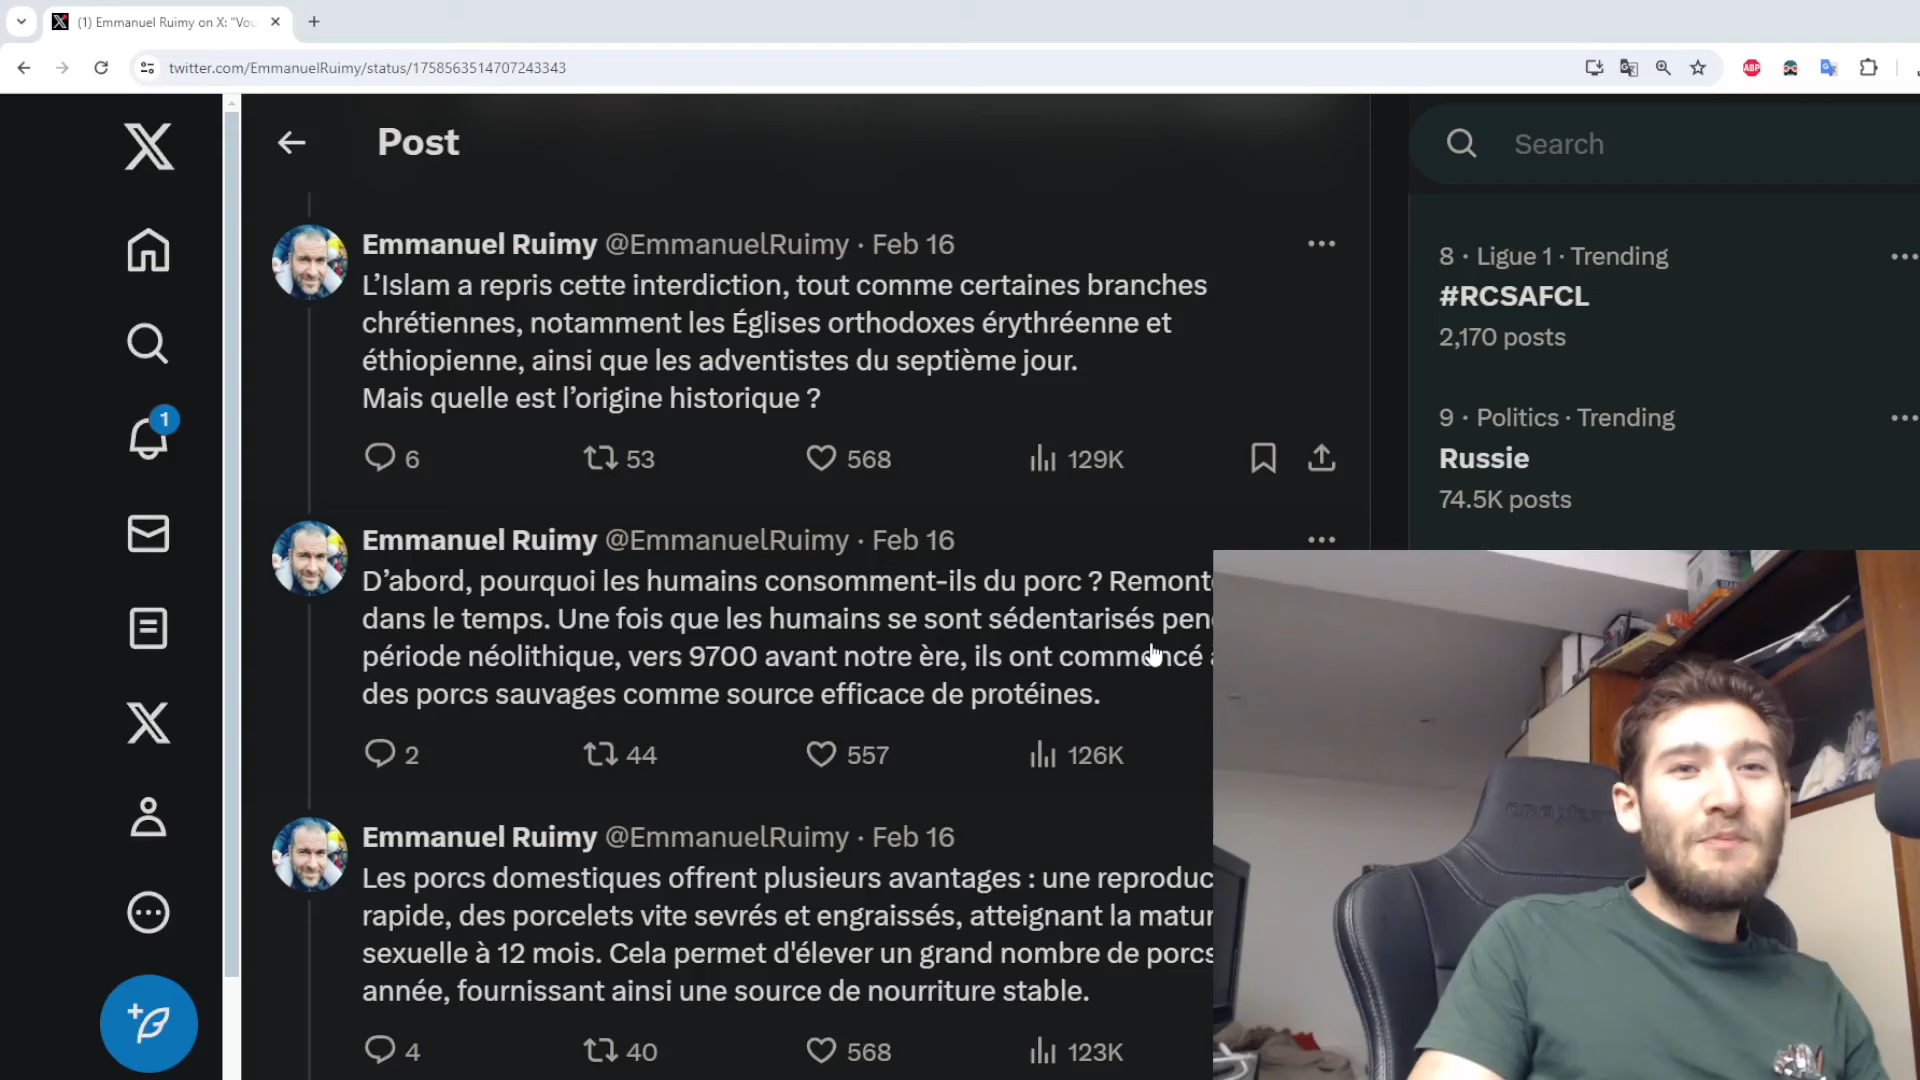 (1) Emmanuel Ruimy on X: "Vou
twitter.com/EmmanuelRuimy/status/1758563514707243343
ABP
Post
Search
Emmanuel Ruimy @EmmanuelRuimy · Feb 16
L’Islam a repris cette interdiction, tout comme certaines branches
chrétiennes, notamment les Églises orthodoxes érythréenne et
éthiopienne, ainsi que les adventistes du septième jour.
Mais quelle est l’origine historique ?
6 53 568 129K
8 · Ligue 1 · Trending
#RCSAFCL
2,170 posts
9 · Politics · Trending
Russie
74.5K posts
1
Emmanuel Ruimy @EmmanuelRuimy · Feb 16
D’abord, pourquoi les humains consomment-ils du porc ? Remont
dans le temps. Une fois que les humains se sont sédentarisés pen
période néolithique, vers 9700 avant notre ère, ils ont commencé
des porcs sauvages comme source efficace de protéines.
2 44 557 126K
Emmanuel Ruimy @EmmanuelRuimy · Feb 16
Les porcs domestiques offrent plusieurs avantages : une reproduc
rapide, des porcelets vite sevrés et engraissés, atteignant la matur
sexuelle à 12 mois. Cela permet d'élever un grand nombre de porcs
année, fournissant ainsi une source de nourriture stable.
4 40 568 123K